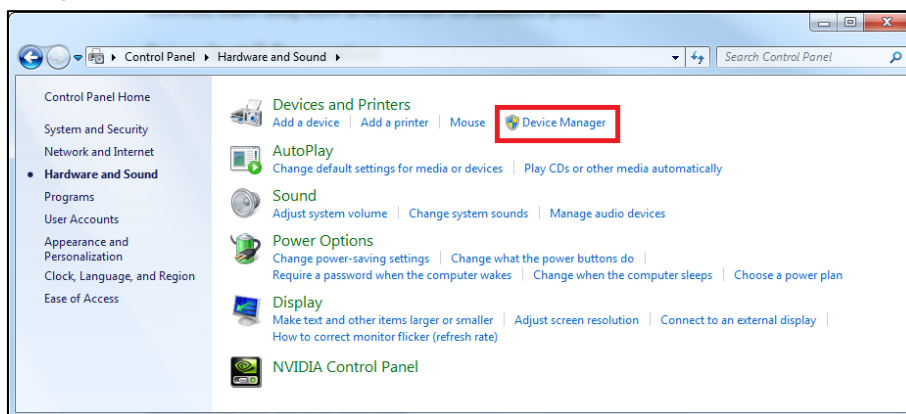 Control Panel Hardware and Sound
Search Control Panel
Control Panel Home
System and Security
Network and Internet
Hardware and Sound
Programs
User Accounts
Appearance and
Personalization
Clock, Language, and Region
Ease of Access
Devices and Printers
Add a device Add a printer Mouse Device Manager
AutoPlay
Change default settings for media or devices Play CDs or other media automatically
Sound
Adjust system volume Change system sounds Manage audio devices
Power Options
Change power-saving settings Change what the power buttons do
Require a password when the computer wakes Change when the computer sleeps Choose a power plan
Display
Make text and other items larger or smaller Adjust screen resolution Connect to an external display
How to correct monitor flicker (refresh rate)
NVIDIA Control Panel